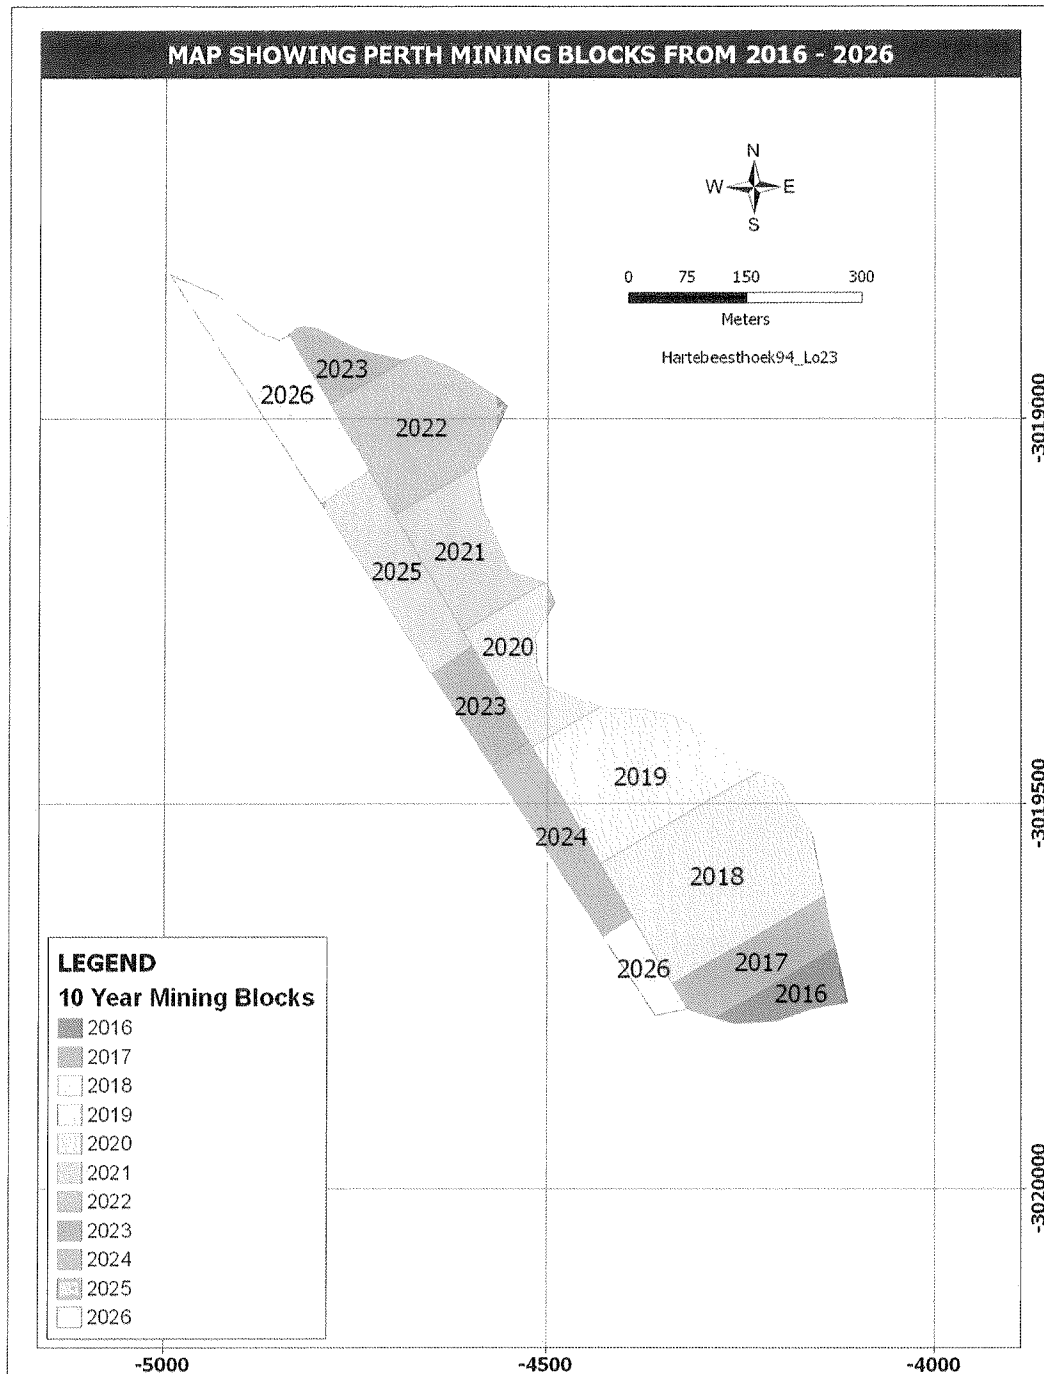 MAP SHOWING PERTH MINING BLOCKS FROM 2016 - 2026
N
W E
S
0 75 150 300
Meters
Hartebeesthoek94_Lo23
2023
2026
2022
-3019000
2021
2025
2020
2023
2019
-3019500
2024
2018
2017
2026
2016
LEGEND
10 Year Mining Blocks
2016
2017
2018
2019
2020
2021
2022
2023
2024
2025
2026
-3020000
-5000 -4500 -4000